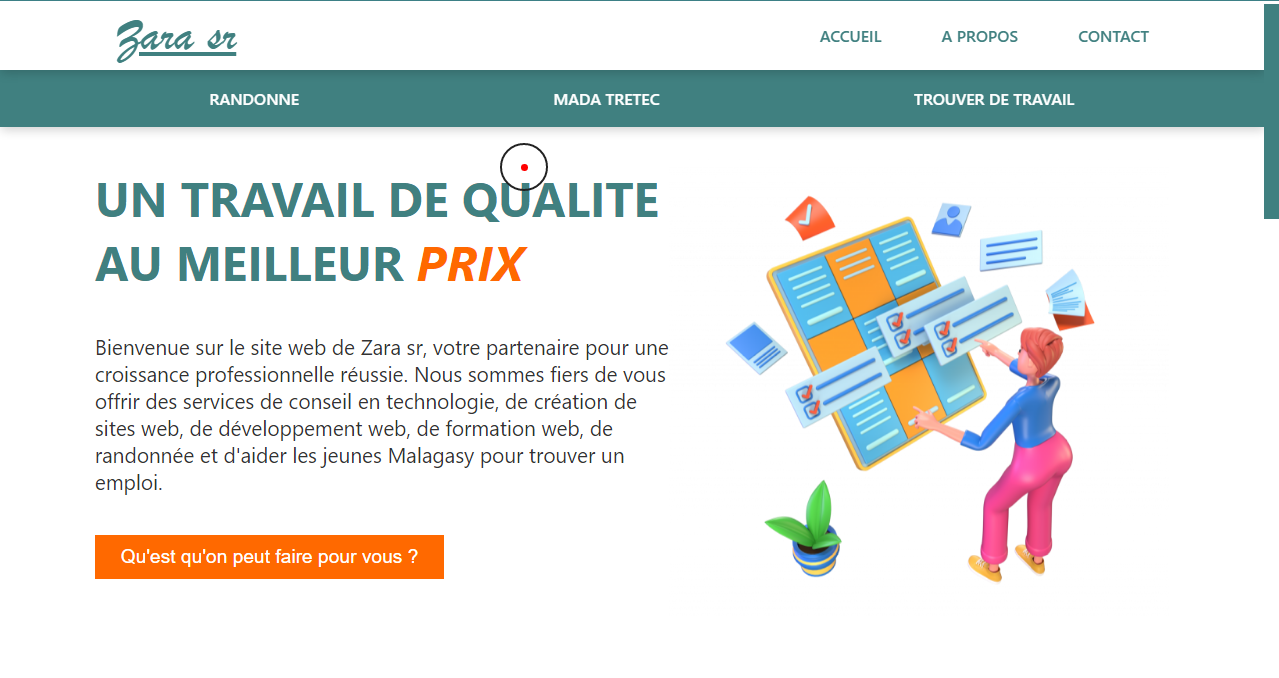 Zara sr
ACCUEIL A PROPOS CONTACT
RANDONNE MADA TRETEC TROUVER DE TRAVAIL
UN TRAVAIL DE QUALITE
AU MEILLEUR PRIX
Bienvenue sur le site web de Zara sr, votre partenaire pour une
croissance professionnelle réussie. Nous sommes fiers de vous
offrir des services de conseil en technologie, de création de
sites web, de développement web, de formation web, de
randonnée et d'aider les jeunes Malagasy pour trouver un
emploi.
Qu'est qu'on peut faire pour vous ?